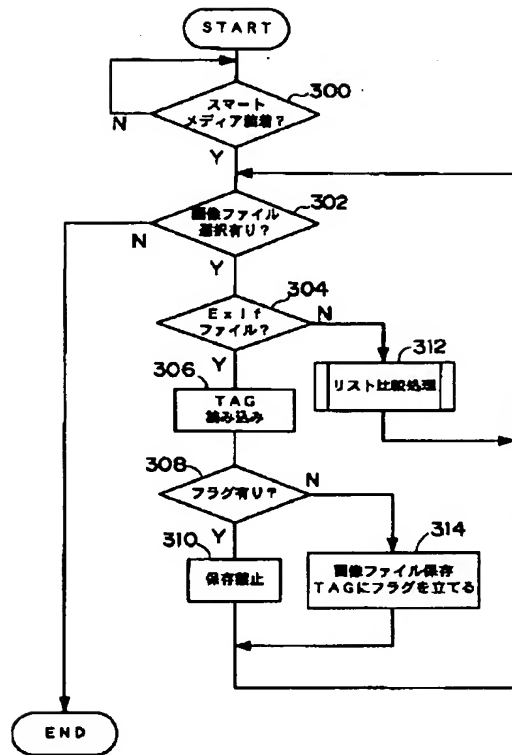 START
300
スマート
メディア装着?
N
Y
302
画像ファイル
選択有り?
N
Y
304
Exif
ファイル?
N
Y
306
TAG
読み込み
312
リスト比較処理
308
フラグ有り?
N
Y
310
保存禁止
314
画像ファイル保存
TAGにフラグを立てる
END